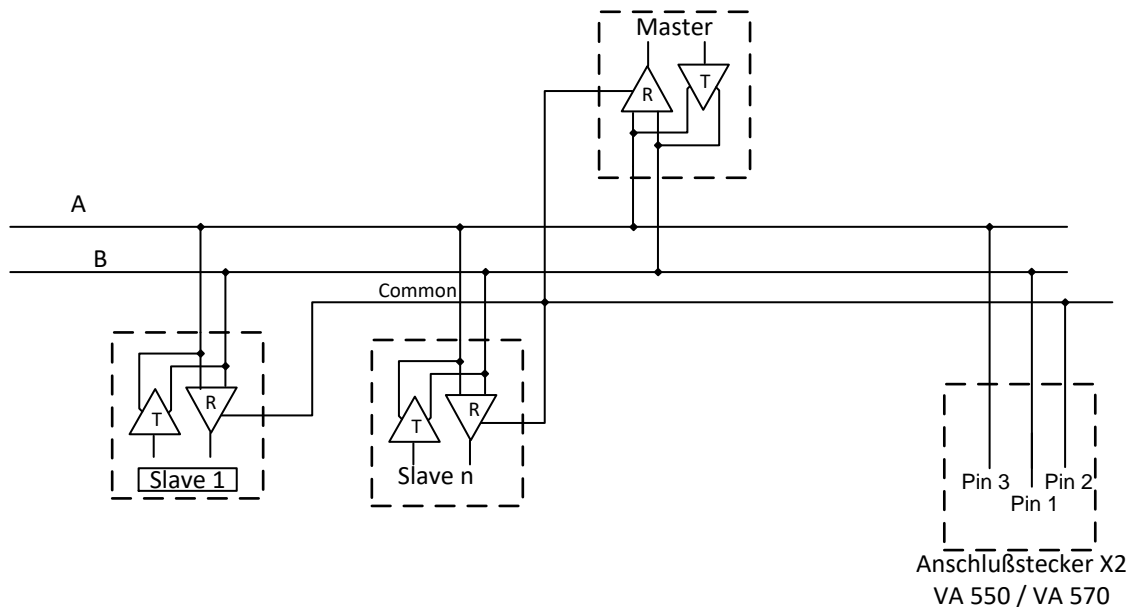 Master
R
T
A
B
Common
T
R
Slave 1
T
R
Slave n
Pin 3
Pin 1
Pin 2
Anschlußstecker X2
VA 550 / VA 570